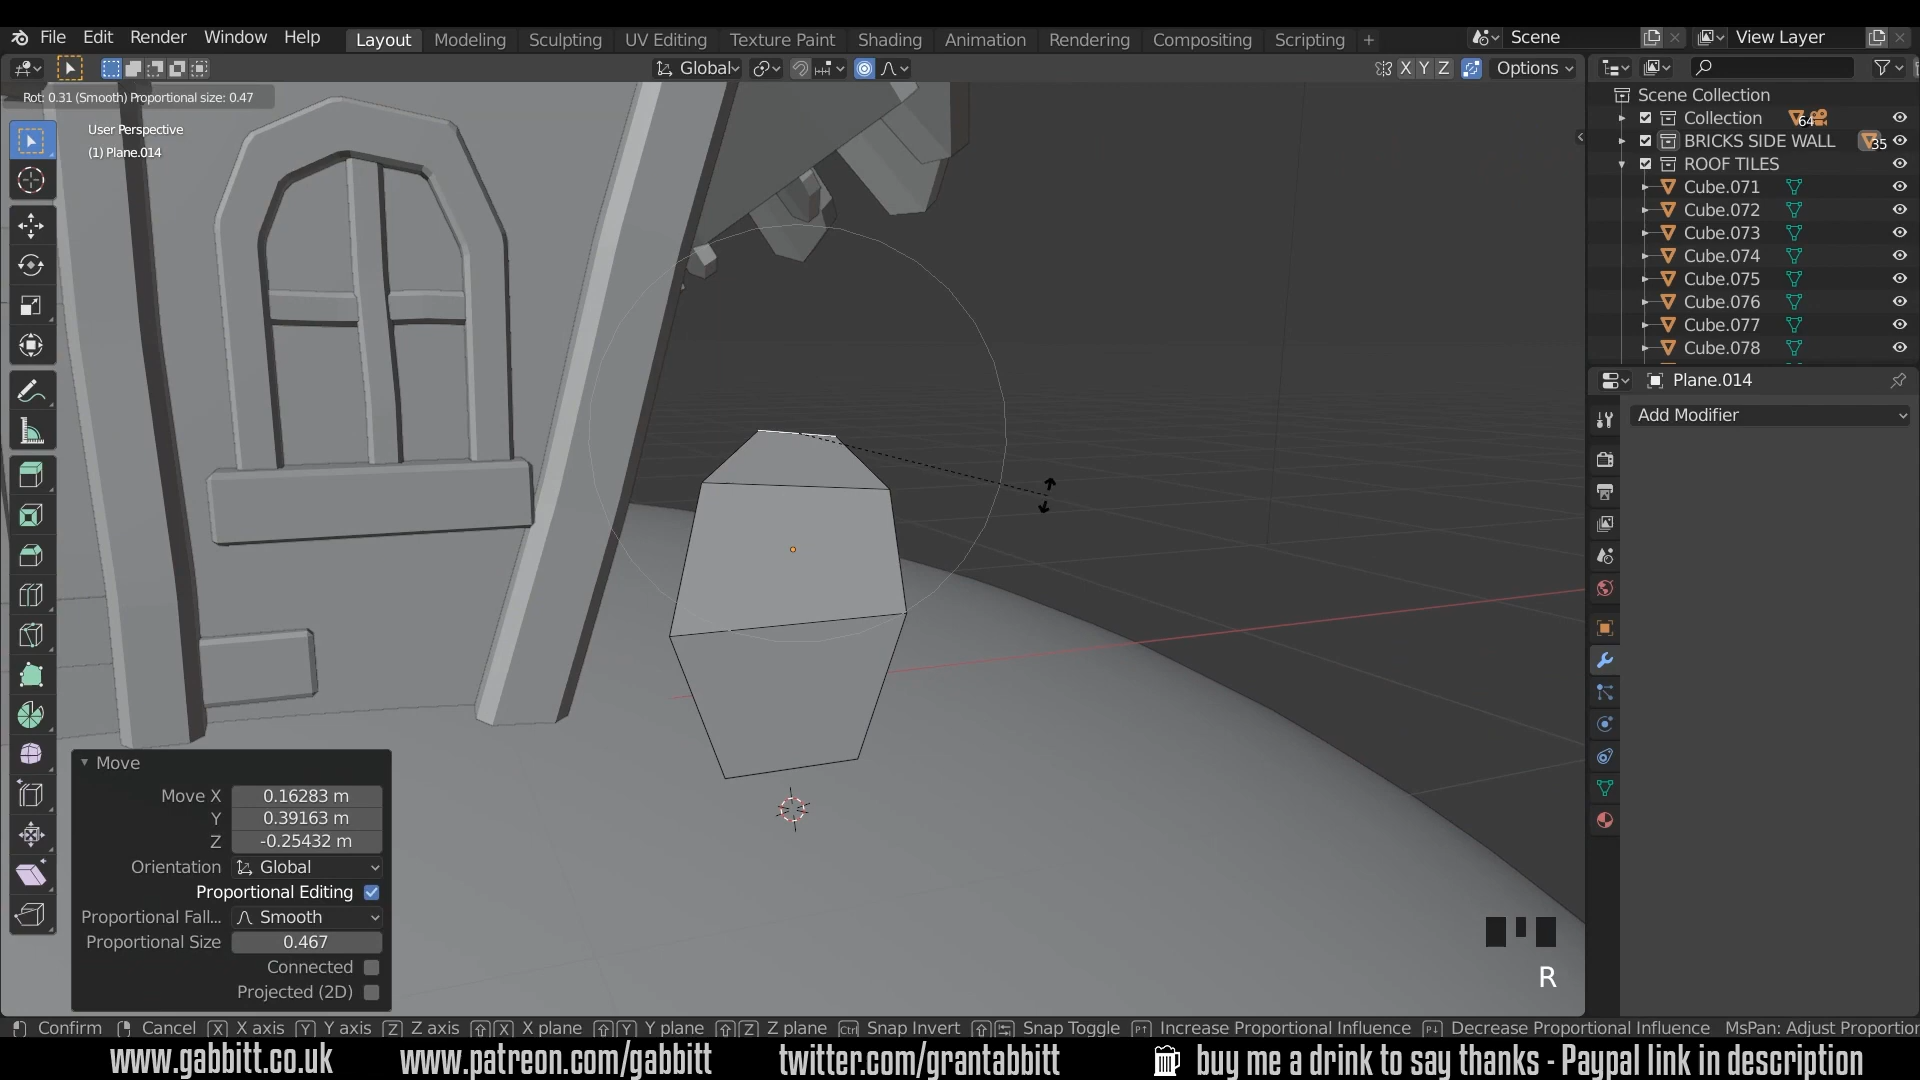 File Edit Render Window Help
Layout Modeling Sculpting UV Editing Texture Paint Shading Animation Rendering Compositing Scripting +
Scene
View Layer
Global
X Y Z
Options
Rot: 0.31 (Smooth) Proportional size: 0.47
User Perspective
(1) Plane.014
Scene Collection
Collection 64
BRICKS SIDE WALL 35
ROOF TILES
Cube.071
Cube.072
Cube.073
Cube.074
Cube.075
Cube.076
Cube.077
Cube.078
Plane.014
Add Modifier
Move
Move X 0.16283 m
Y 0.39163 m
Z -0.25432 m
Orientation Global
Proportional Editing
Proportional Fall... Smooth
Proportional Size 0.467
Connected
Projected (2D)
R
Confirm Cancel X X axis Y Y axis Z Z axis X X plane Y Y plane Z Z plane Ctrl Snap Invert Snap Toggle Increase Proportional Influence Decrease Proportional Influence MsPan: Adjust Proportion
www.gabbitt.co.uk www.patreon.com/gabbitt twitter.com/grantabbitt buy me a drink to say thanks - Paypal link in description